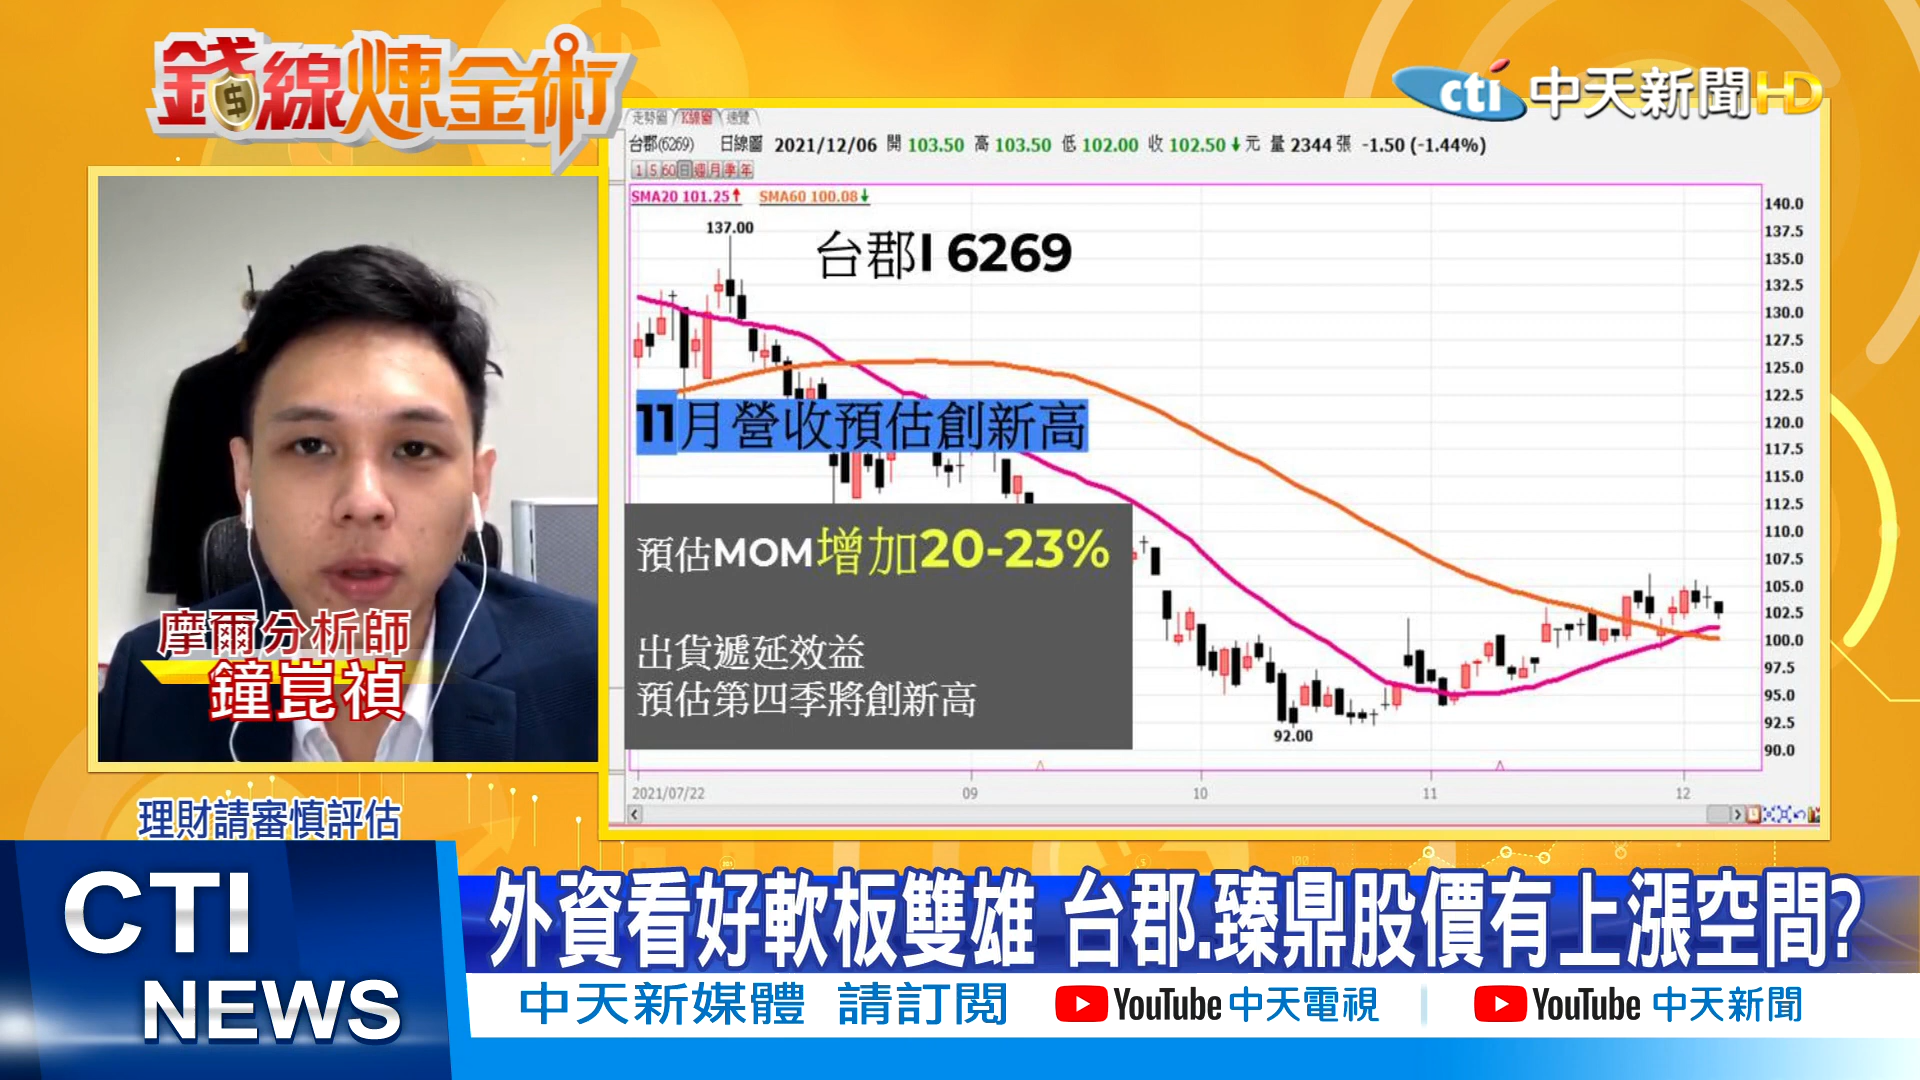 錢線煉金術
cti 中天新聞HD
走勢圖 K線圖 總覽
台郡(6269) 日線圖 2021/12/06 開 103.50 高 103.50 低 102.00 收 102.50↓元 量 2344 張 -1.50 (-1.44%)
1 5 60 日 週 月 季 年
SMA20 101.25↑ SMA60 100.08↓
137.00
台郡I 6269
11月營收預估創新高
預估MOM增加20-23%
出貨遞延效益
預估第四季將創新高
92.00
140.0
137.5
135.0
132.5
130.0
127.5
125.0
122.5
120.0
117.5
115.0
112.5
110.0
107.5
105.0
102.5
100.0
97.5
95.0
92.5
90.0
2021/07/22 09 10 11 12
摩爾分析師
鐘崑禎
理財請審慎評估
CTI
NEWS
外資看好軟板雙雄 台郡.臻鼎股價有上漲空間?
中天新媒體 請訂閱 YouTube 中天電視 | YouTube 中天新聞